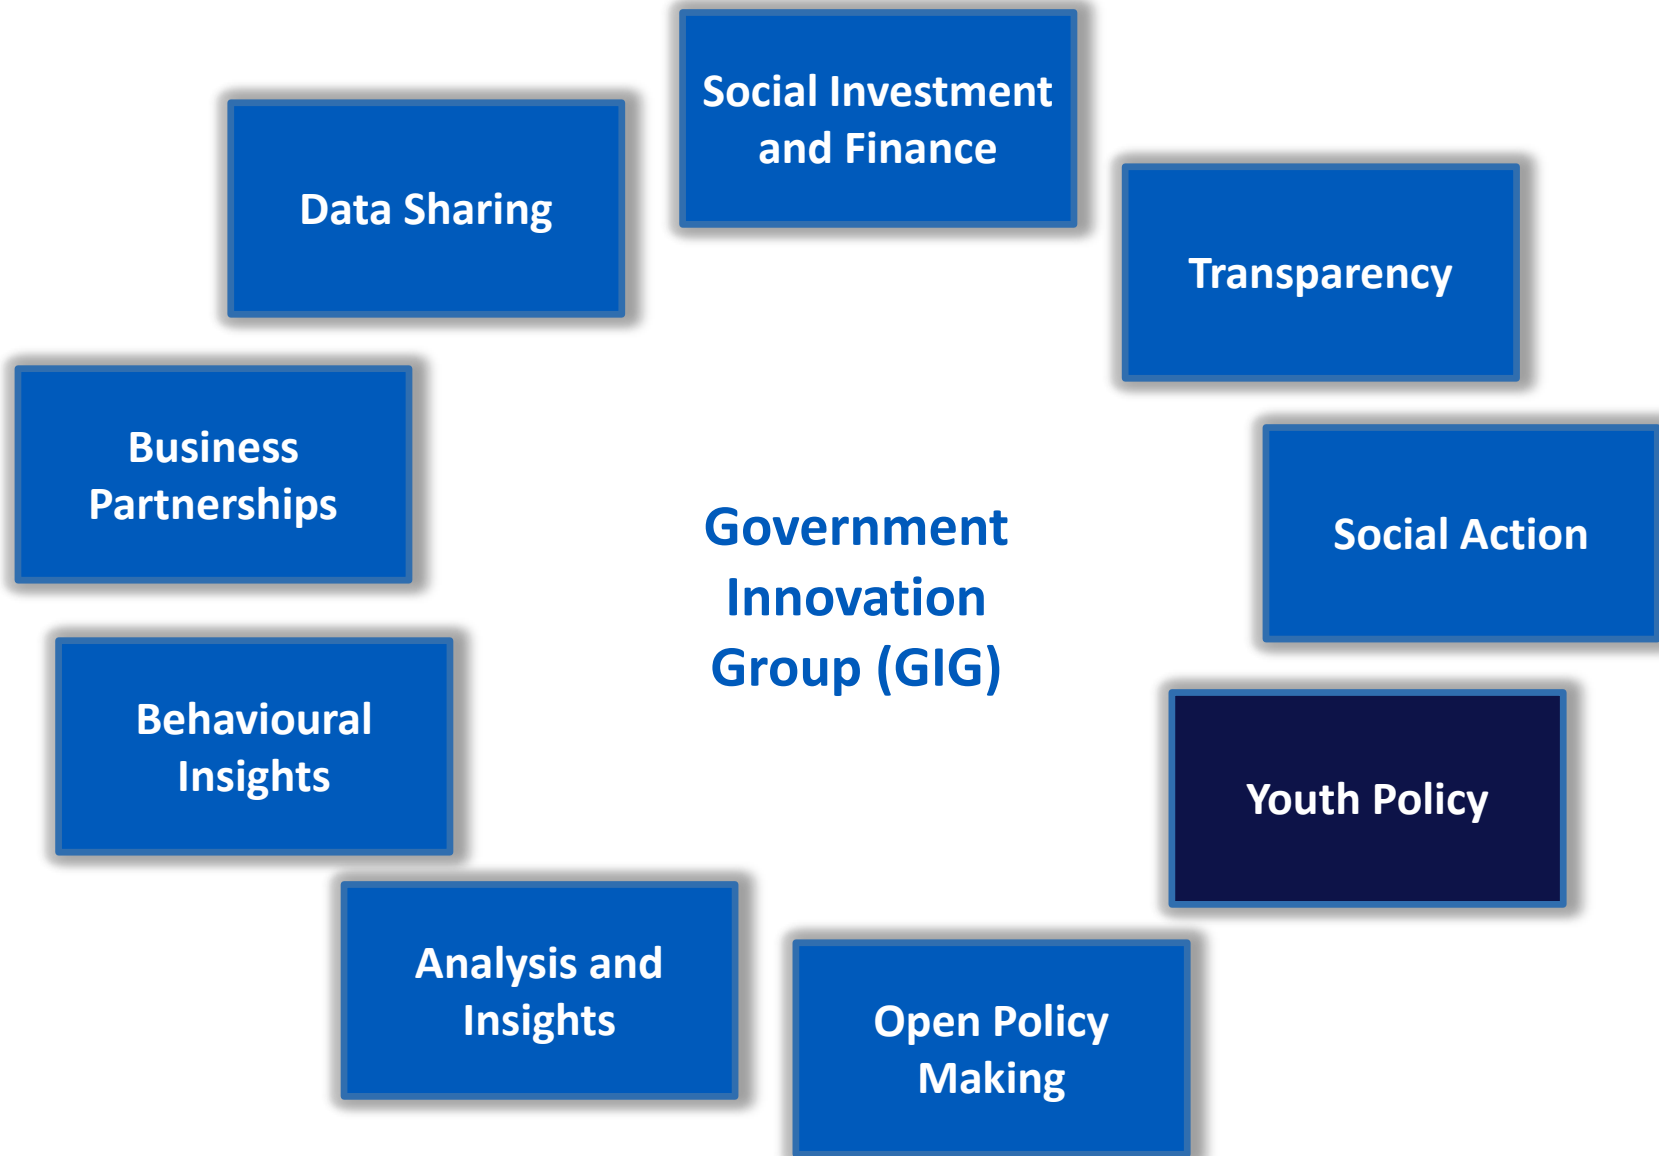 Social Investment
and Finance
Data Sharing
Transparency
Business
Partnerships
Social Action
Government
Innovation
Group (GIG)
Behavioural
Insights
Youth Policy
Analysis and
Insights
Open Policy
Making